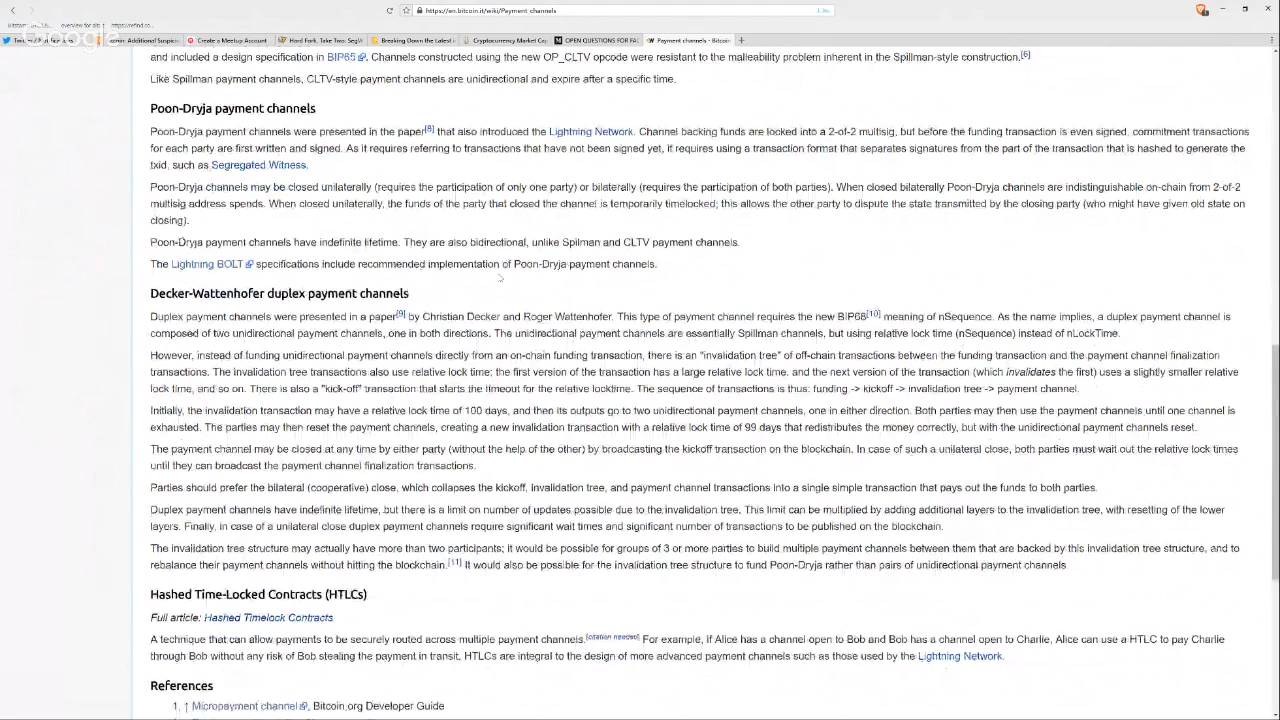 https://en.bitcoin.it/wiki/Payment_channels
overview for
https://refind.co...
Google
Create a Meetup Account
Hard Fork, Take Two: Seg
Breaking Down the Latest
Cryptocurrency Market Cap
OPEN QUESTIONS FOR
Payment channels - Bitcoin
and included a design specification in BIP65. Channels constructed using the new OP_CLTV opcode were resistant to the malleability problem inherent in the Spillman-style construction.[6]
Like Spillman payment channels, CLTV-style payment channels are unidirectional and expire after a specific time.
Poon-Dryja payment channels
Poon-Dryja payment channels were presented in the paper[8] that also introduced the Lightning Network. Channel backing funds are locked into a 2-of-2 multisig, but before the funding transaction is even signed, commitment transactions
for each party are first written and signed. As it requires referring to transactions that have not been signed yet, it requires using a transaction format that separates signatures from the part of the transaction that is hashed to generate the
txid, such as Segregated Witness.
Poon-Dryja channels may be closed unilaterally (requires the participation of only one party) or bilaterally (requires the participation of both parties). When closed bilaterally Poon-Dryja channels are indistinguishable on-chain from 2-of-2
multisig address spends. When closed unilaterally, the funds of the party that closed the channel is temporarily timelocked; this allows the other party to dispute the state transmitted by the closing party (who might have given old state on
closing).
Poon-Dryja payment channels have indefinite lifetime. They are also bidirectional, unlike Spilman and CLTV payment channels.
The Lightning BOLT specifications include recommended implementation of Poon-Dryja payment channels.
Decker-Wattenhofer duplex payment channels
Duplex payment channels were presented in a paper[9] by Christian Decker and Roger Wattenhofer. This type of payment channel requires the new BIP68[10] meaning of nSequence. As the name implies, a duplex payment channel is
composed of two unidirectional payment channels, one in both directions. The unidirectional payment channels are essentially Spillman channels, but using relative lock time (nSequence) instead of nLockTime.
However, instead of funding unidirectional payment channels directly from an on-chain funding transaction, there is an "invalidation tree" of off-chain transactions between the funding transaction and the payment channel finalization
transactions. The invalidation tree transactions also use relative lock time; the first version of the transaction has a large relative lock time, and the next version of the transaction (which invalidates the first) uses a slightly smaller relative
lock time, and so on. There is also a "kick-off" transaction that starts the timeout for the relative locktime. The sequence of transactions is thus: funding -> kickoff -> invalidation tree -> payment channel.
Initially, the invalidation transaction may have a relative lock time of 100 days, and then its outputs go to two unidirectional payment channels, one in either direction. Both parties may then use the payment channels until one channel is
exhausted. The parties may then reset the payment channels, creating a new invalidation transaction with a relative lock time of 99 days that redistributes the money correctly, but with the unidirectional payment channels reset.
The payment channel may be closed at any time by either party (without the help of the other) by broadcasting the kickoff transaction on the blockchain. In case of such a unilateral close, both parties must wait out the relative lock times
until they can broadcast the payment channel finalization transactions.
Parties should prefer the bilateral (cooperative) close, which collapses the kickoff, invalidation tree, and payment channel transactions into a single simple transaction that pays out the funds to both parties.
Duplex payment channels have indefinite lifetime, but there is a limit on number of updates possible due to the invalidation tree. This limit can be multiplied by adding additional layers to the invalidation tree, with resetting of the lower
layers. Finally, in case of a unilateral close duplex payment channels require significant wait times and significant number of transactions to be published on the blockchain.
The invalidation tree structure may actually have more than two participants; it would be possible for groups of 3 or more parties to build multiple payment channels between them that are backed by this invalidation tree structure, and to
rebalance their payment channels without hitting the blockchain.[11] It would also be possible for the invalidation tree structure to fund Poon-Dryja rather than pairs of unidirectional payment channels
Hashed Time-Locked Contracts (HTLCs)
Full article: Hashed Timelock Contracts
A technique that can allow payments to be securely routed across multiple payment channels.[citation needed] For example, if Alice has a channel open to Bob and Bob has a channel open to Charlie, Alice can use a HTLC to pay Charlie
through Bob without any risk of Bob stealing the payment in transit. HTLCs are integral to the design of more advanced payment channels such as those used by the Lightning Network.
References
1. ↑ Micropayment channel, Bitcoin.org Developer Guide